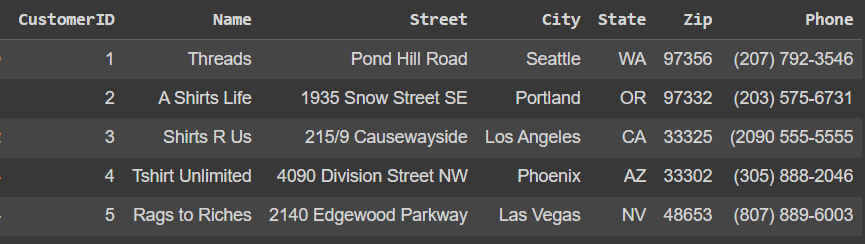 CustomerID Name Street City State Zip Phone
1 Threads Pond Hill Road Seattle WA 97356 (207) 792-3546
2 A Shirts Life 1935 Snow Street SE Portland OR 97332 (203) 575-6731
3 Shirts R Us 215/9 Causewayside Los Angeles CA 33325 (2090 555-5555
4 Tshirt Unlimited 4090 Division Street NW Phoenix AZ 33302 (305) 888-2046
5 Rags to Riches 2140 Edgewood Parkway Las Vegas NV 48653 (807) 889-6003